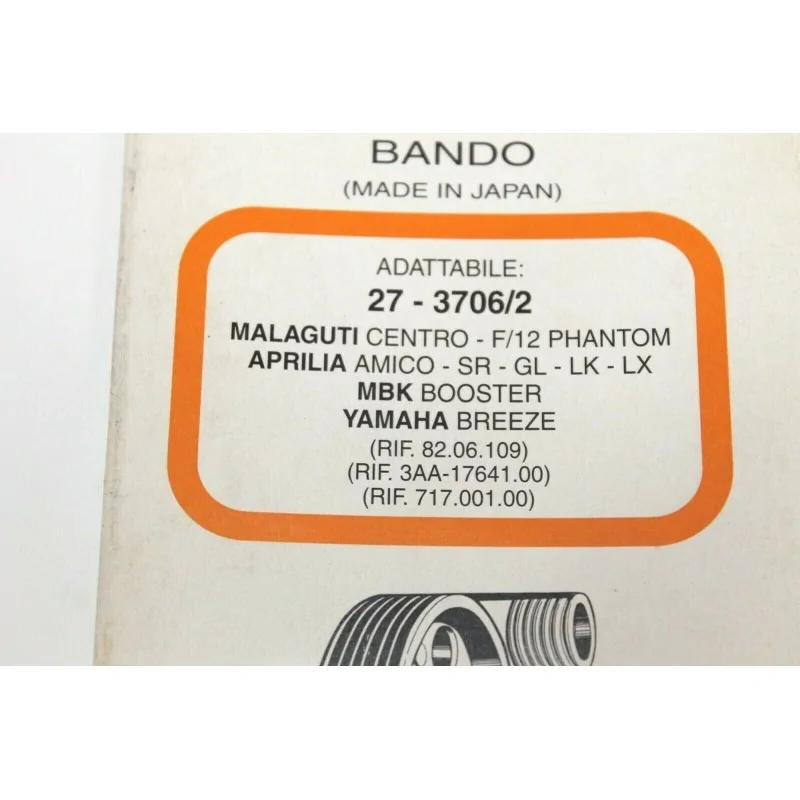 BANDO
(MADE IN JAPAN)
ADATTABILE:
27 - 3706/2
MALAGUTI CENTRO - F/12 PHANTOM
APRILIA AMICO - SR - GL - LK - LX
MBK BOOSTER
YAMAHA BREEZE
(RIF. 82.06.109)
(RIF. 3AA-17641.00)
(RIF. 717.001.00)